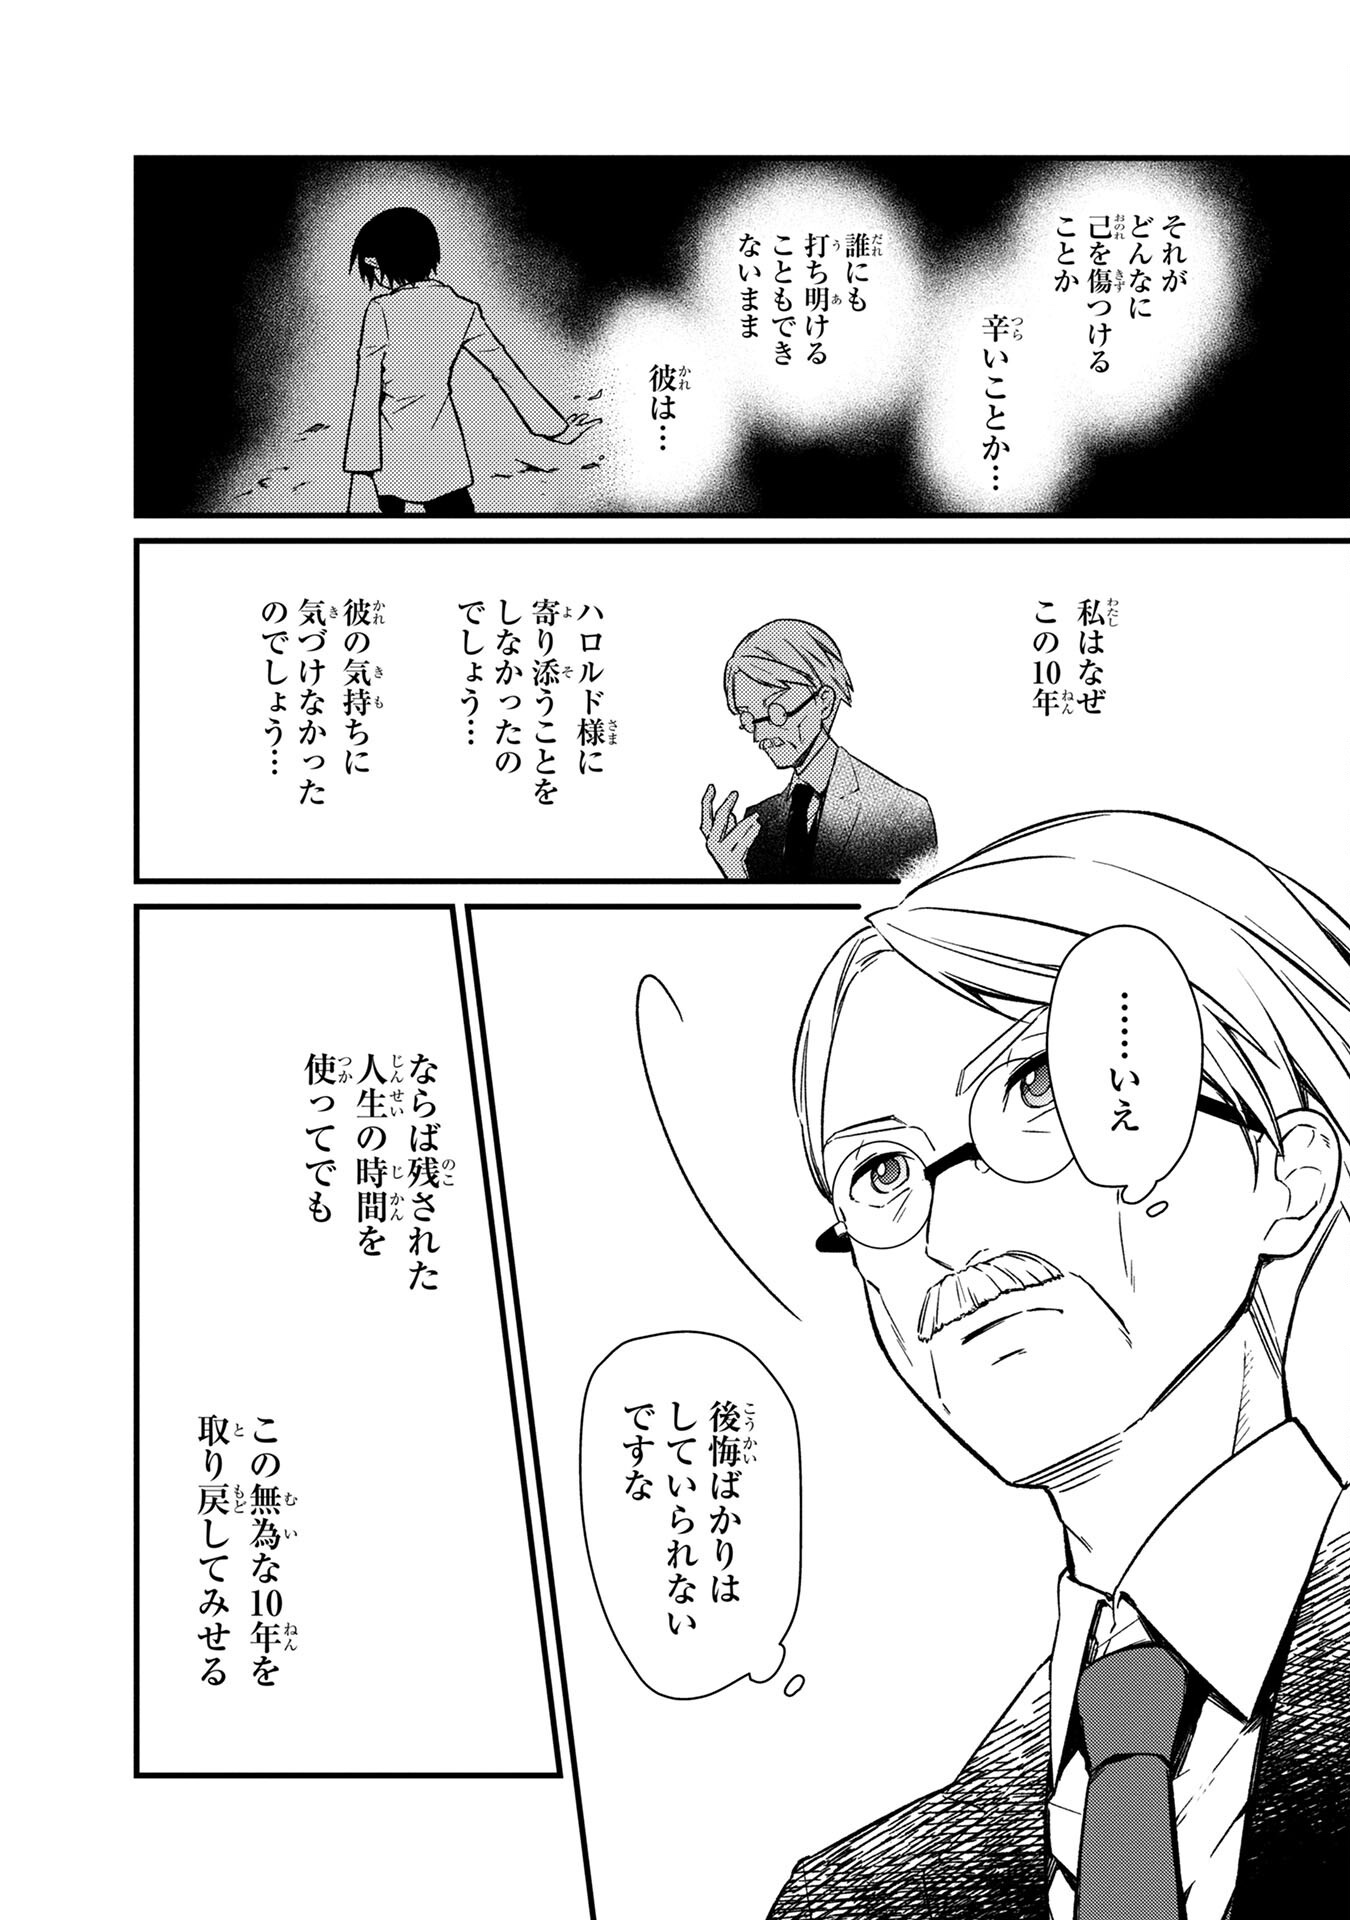 それが
どんなに
己を傷つける
ことか
辛いことか…
誰にも
打ち明ける
こともでき
ないまま
彼は…
私はなぜ
この10年
ハロルド様に
寄り添うことを
しなかったの
でしょう…
彼の気持ちに
気づけなかった
のでしょう…
……いえ
後悔ばかりは
していられない
ですな
ならば残された
人生の時間を
使ってでも
この無為な10年を
取り戻してみせる